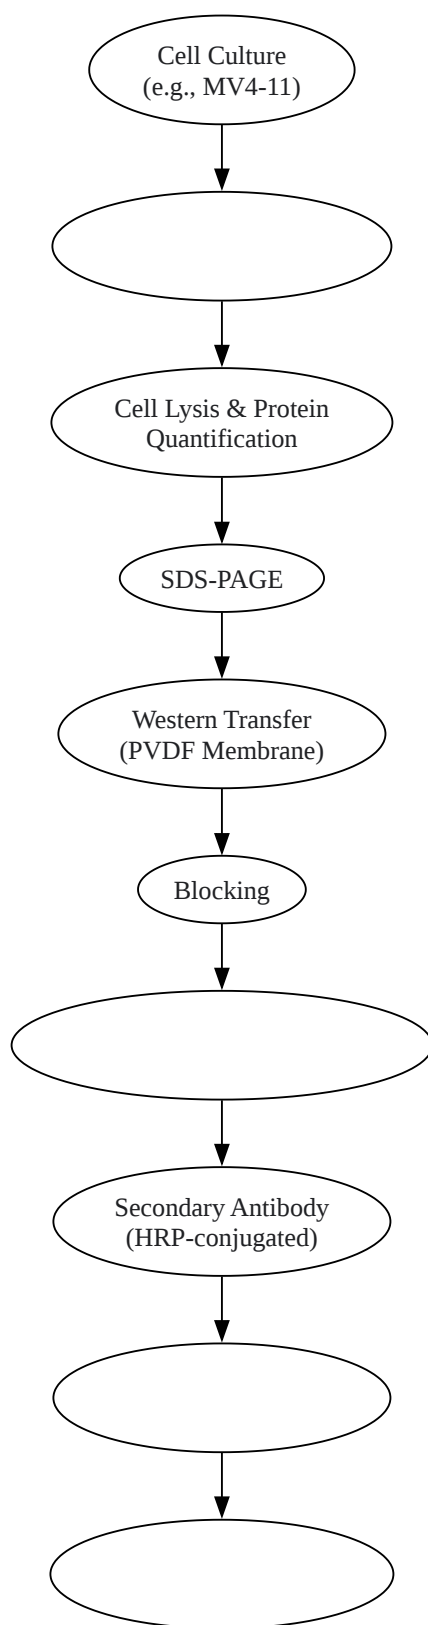 Cell Culture
(e.g., MV4-11)
Cell Lysis & Protein
Quantification
SDS-PAGE
Western Transfer
(PVDF Membrane)
Blocking
Secondary Antibody
(HRP-conjugated)